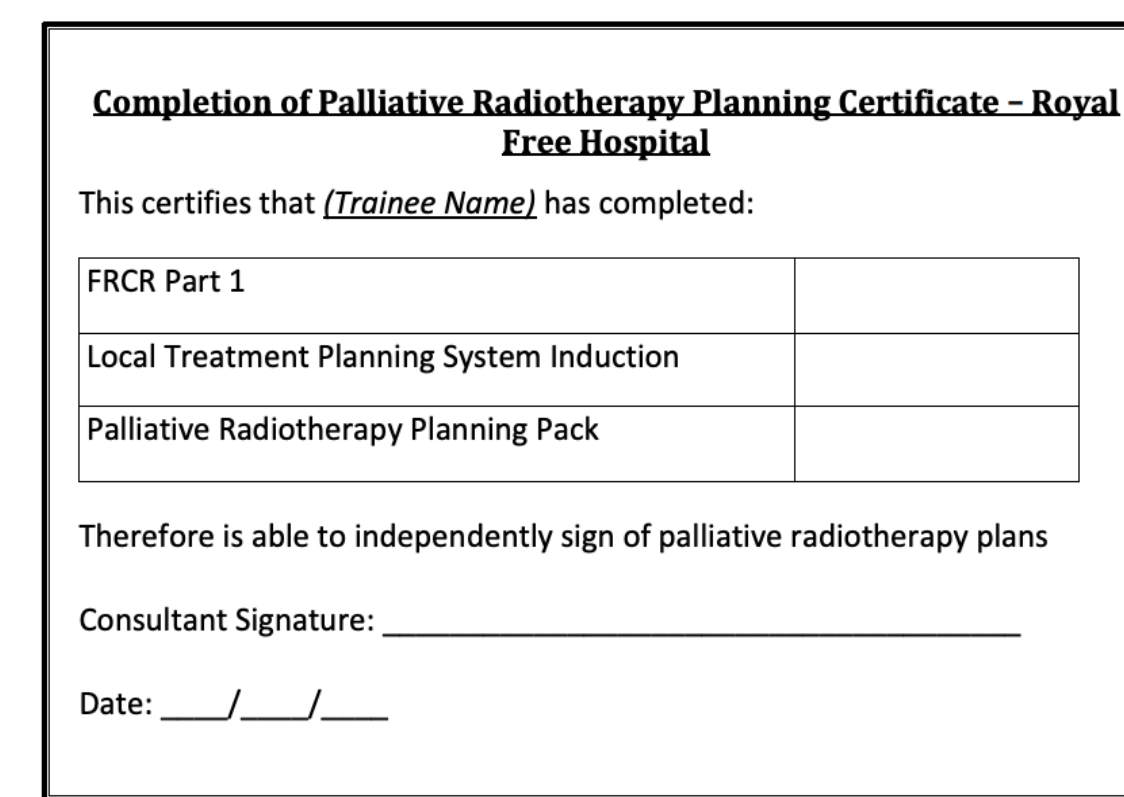 Completion of Palliative Radiotherapy Planning Certificate – Royal
Free Hospital
This certifies that (Trainee Name) has completed:
FRCR Part 1
Local Treatment Planning System Induction
Palliative Radiotherapy Planning Pack
Therefore is able to independently sign of palliative radiotherapy plans
Consultant Signature: ______________________________________
Date: ____/____/____